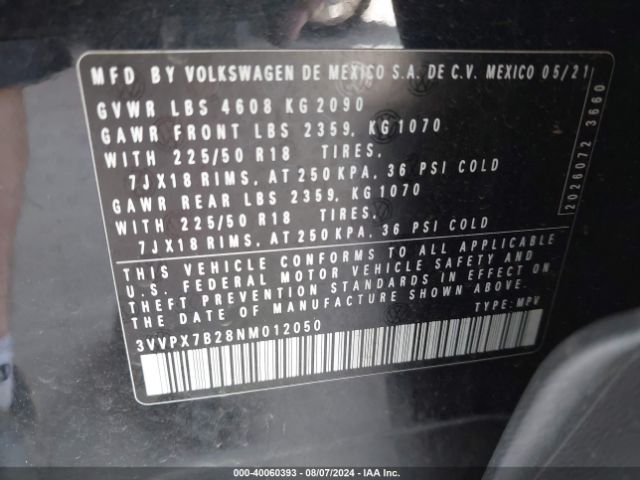 MFD BY VOLKSWAGEN DE MEXICO S.A. DE C.V. MEXICO 05/21
GVWR LBS 4608 KG 2090
GAWR FRONT LBS 2359, KG 1070
WITH 225/50 R18 TIRES,
7JX18 RIMS, AT 250 KPA, 36 PSI COLD
GAWR REAR LBS 2359, KG 1070
WITH 225/50 R18 TIRES,
7JX18 RIMS, AT 250 KPA, 36 PSI COLD
THIS VEHICLE CONFORMS TO ALL APPLICABLE
U.S. FEDERAL MOTOR VEHICLE SAFETY AND
THEFT PREVENTION STANDARDS IN EFFECT ON
THE DATE OF MANUFACTURE SHOWN ABOVE.
3VVPX7B28NM012050 TYPE: MPV
2026072 3660
000-40060393 - 08/07/2024 - IAA Inc.